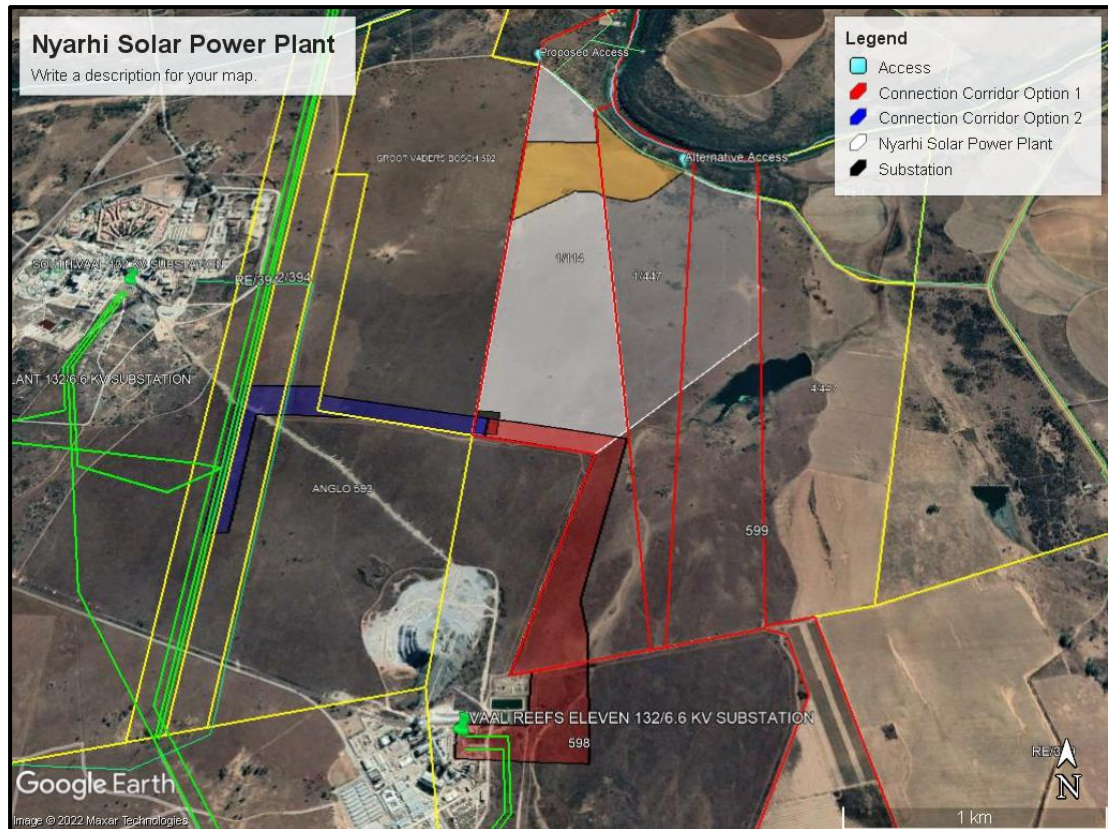 Nyarhi Solar Power Plant
Write a description for your map.
Legend
Access
Connection Corridor Option 1
Connection Corridor Option 2
Nyarhi Solar Power Plant
Substation
Proposed Access
GROOT VADERS BOSCH 592
Alternative Access
SOUTH VAAL 132 KV SUBSTATION
2/394
1/114
1/447
LANT 132/6.6 KV SUBSTATION
ANGLO 593
599
VAAL REEFS ELEVEN 132/6.6 KV SUBSTATION
598
N
Google Earth
Image © 2022 Maxar Technologies
1 km